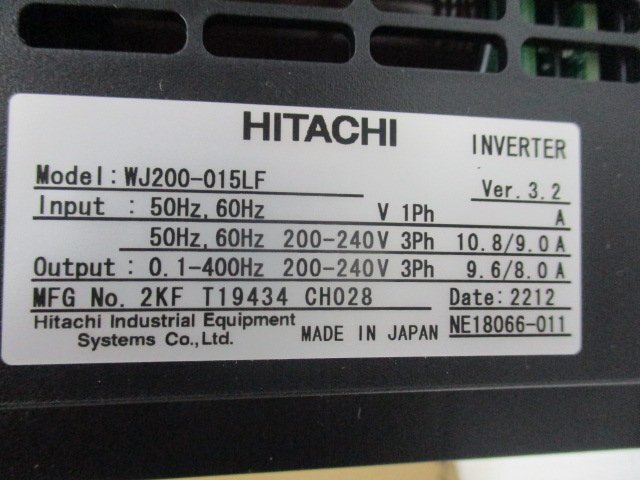 HITACHI INVERTER
Model: WJ200-015LF Ver. 3.2
Input : 50Hz, 60Hz V 1Ph A
50Hz, 60Hz 200-240V 3Ph 10.8/9.0 A
Output : 0.1-400Hz 200-240V 3Ph 9.6/8.0 A
MFG No. 2KF T19434 CH028 Date: 2212
Hitachi Industrial Equipment
Systems Co., Ltd. MADE IN JAPAN NE18066-011